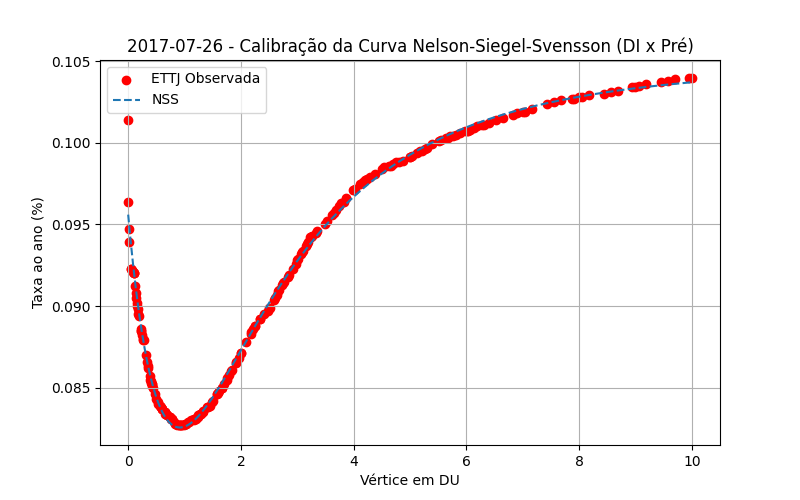 2017-07-26 - Calibração da Curva Nelson-Siegel-Svensson (DI x Pré)
ETTJ Observada
NSS
Taxa ao ano (%)
0.105
0.100
0.095
0.090
0.085
0
2
4
6
8
10
Vértice em DU